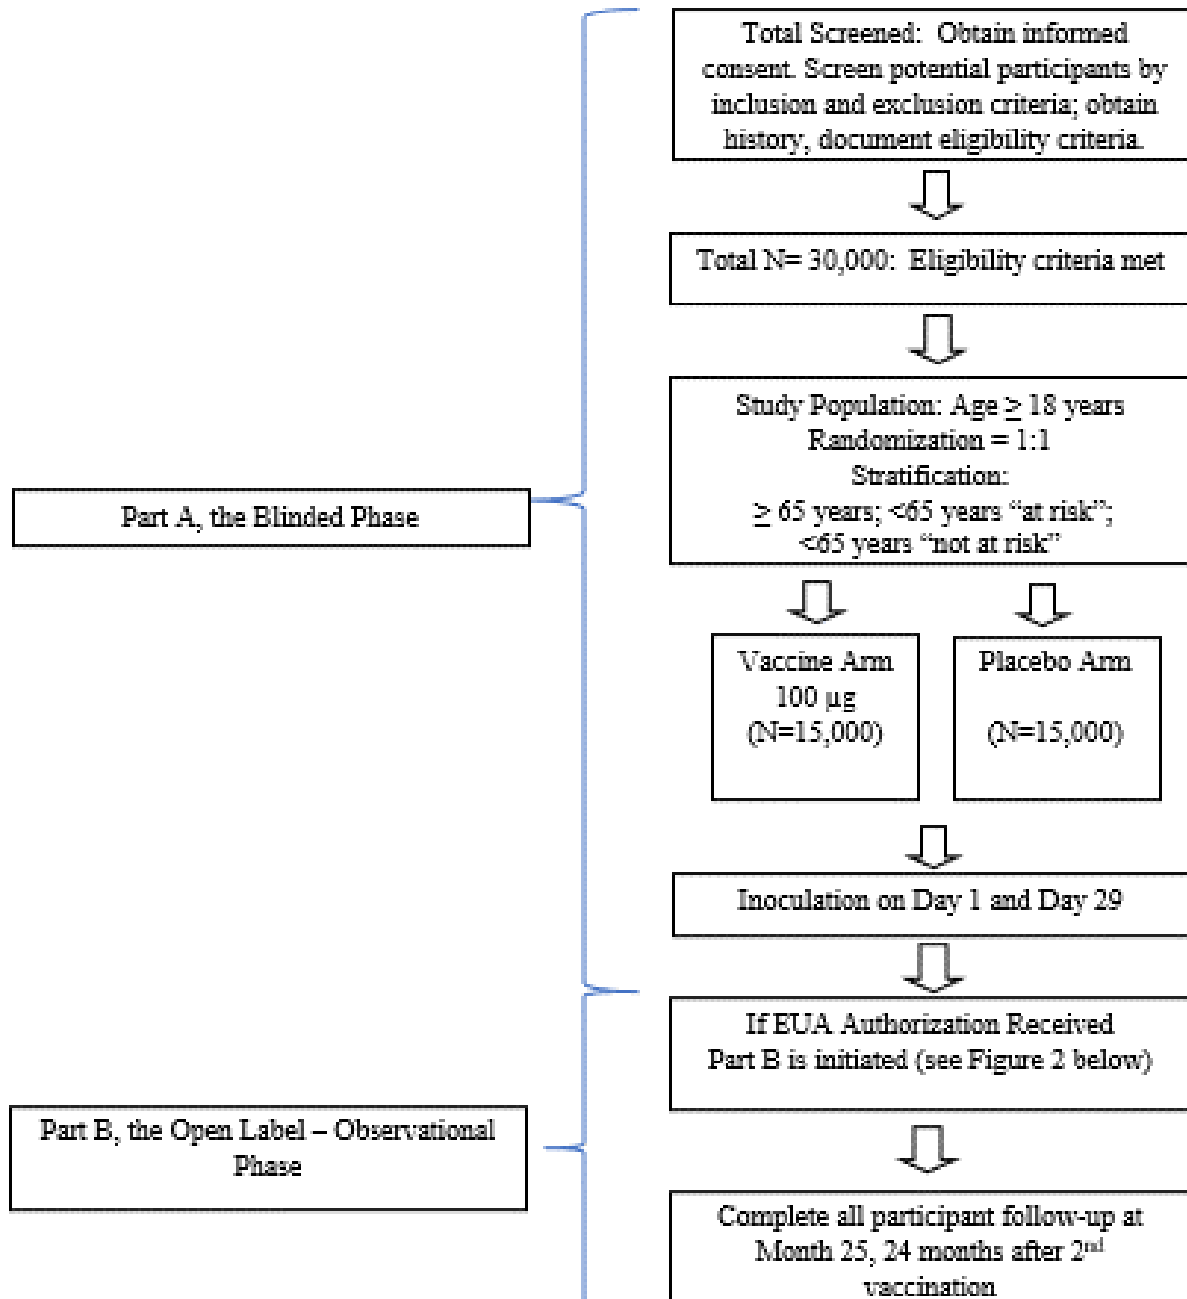 Total Screened: Obtain informed
consent. Screen potential participants by
inclusion and exclusion criteria; obtain
history, document eligibility criteria.
Total N= 30,000: Eligibility criteria met
Study Population: Age ≥ 18 years
Randomization = 1:1
Stratification:
≥ 65 years; <65 years “at risk”;
<65 years “not at risk”
Part A, the Blinded Phase
Vaccine Arm
100 µg
(N=15,000)
Placebo Arm
(N=15,000)
Inoculation on Day 1 and Day 29
If EUA Authorization Received
Part B is initiated (see Figure 2 below)
Part B, the Open Label – Observational
Phase
Complete all participant follow-up at
Month 25, 24 months after 2nd
vaccination